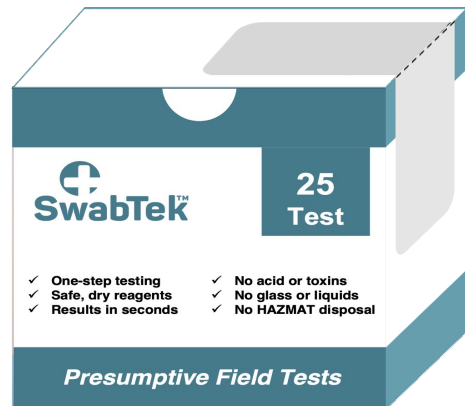 SwabTek™
25
Test
✓ One-step testing
✓ Safe, dry reagents
✓ Results in seconds
✓ No acid or toxins
✓ No glass or liquids
✓ No HAZMAT disposal
Presumptive Field Tests